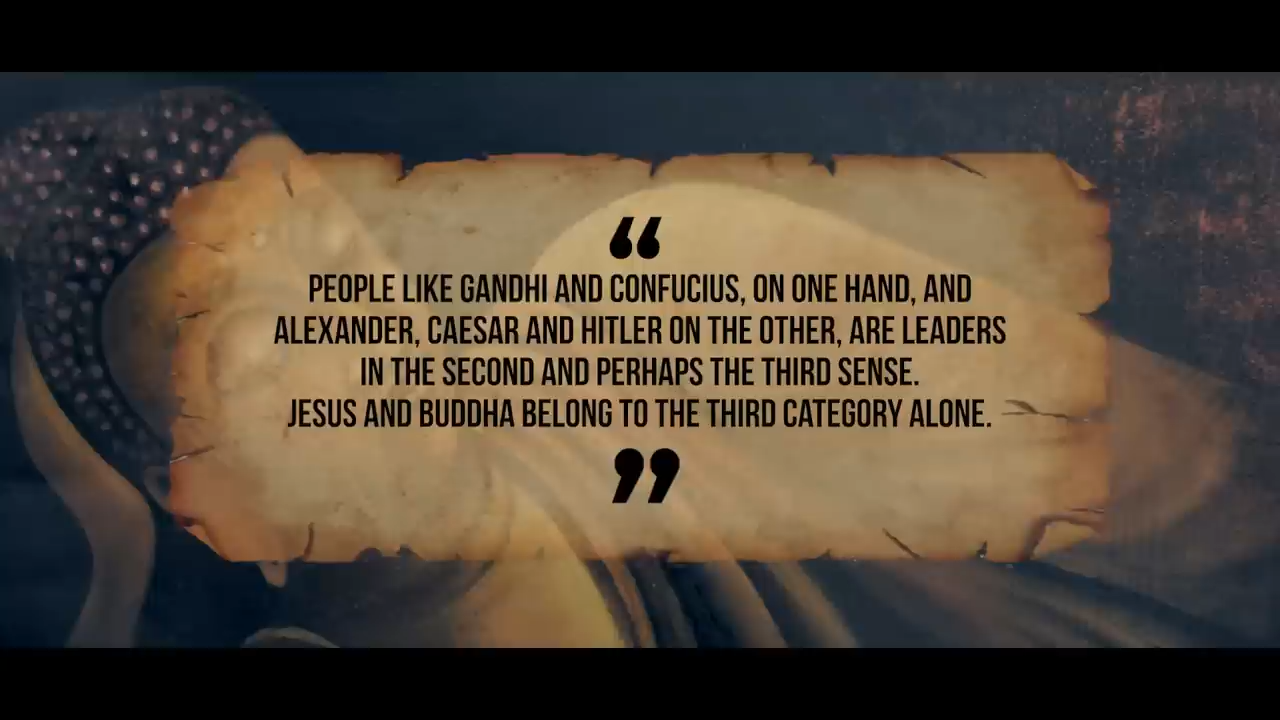 “
PEOPLE LIKE GANDHI AND CONFUCIUS, ON ONE HAND, AND
ALEXANDER, CAESAR AND HITLER ON THE OTHER, ARE LEADERS
IN THE SECOND AND PERHAPS THE THIRD SENSE.
JESUS AND BUDDHA BELONG TO THE THIRD CATEGORY ALONE.
”